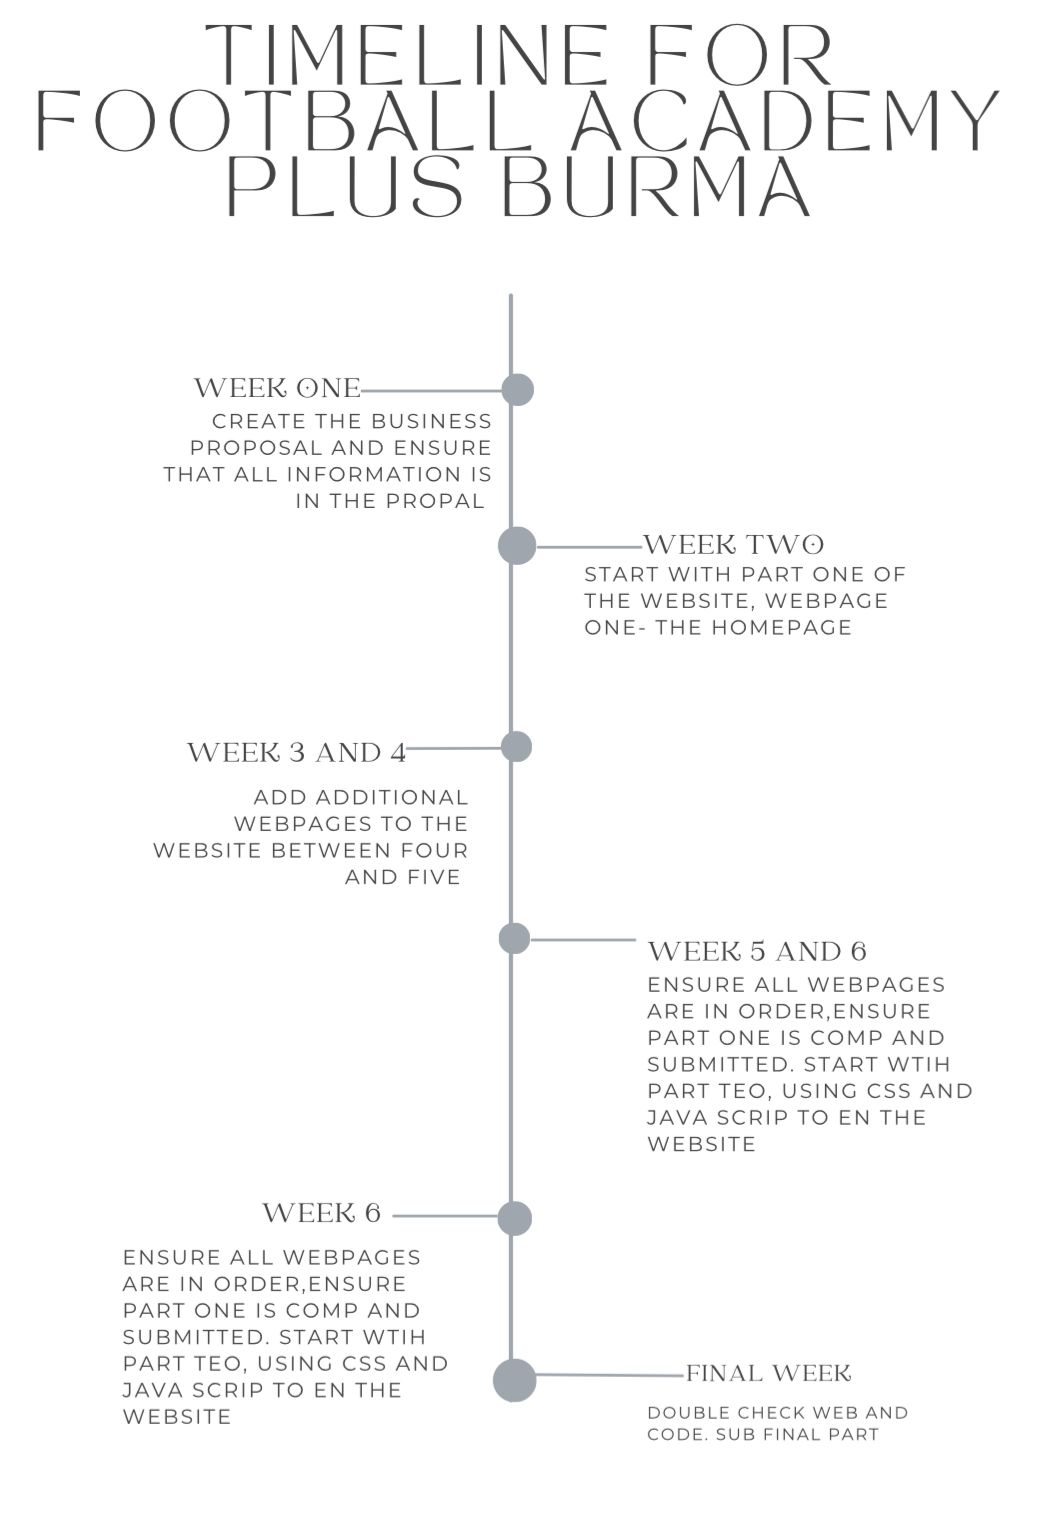 TIMELINE FOR
FOOTBALL ACADEMY
PLUS BURMA
WEEK ONE
CREATE THE BUSINESS
PROPOSAL AND ENSURE
THAT ALL INFORMATION IS
IN THE PROPAL
WEEK TWO
START WITH PART ONE OF
THE WEBSITE, WEBPAGE
ONE- THE HOMEPAGE
WEEK 3 AND 4
ADD ADDITIONAL
WEBPAGES TO THE
WEBSITE BETWEEN FOUR
AND FIVE
WEEK 5 AND 6
ENSURE ALL WEBPAGES
ARE IN ORDER,ENSURE
PART ONE IS COMP AND
SUBMITTED. START WTIH
PART TEO, USING CSS AND
JAVA SCRIP TO EN THE
WEBSITE
WEEK 6
ENSURE ALL WEBPAGES
ARE IN ORDER,ENSURE
PART ONE IS COMP AND
SUBMITTED. START WTIH
PART TEO, USING CSS AND
JAVA SCRIP TO EN THE
WEBSITE
FINAL WEEK
DOUBLE CHECK WEB AND
CODE. SUB FINAL PART